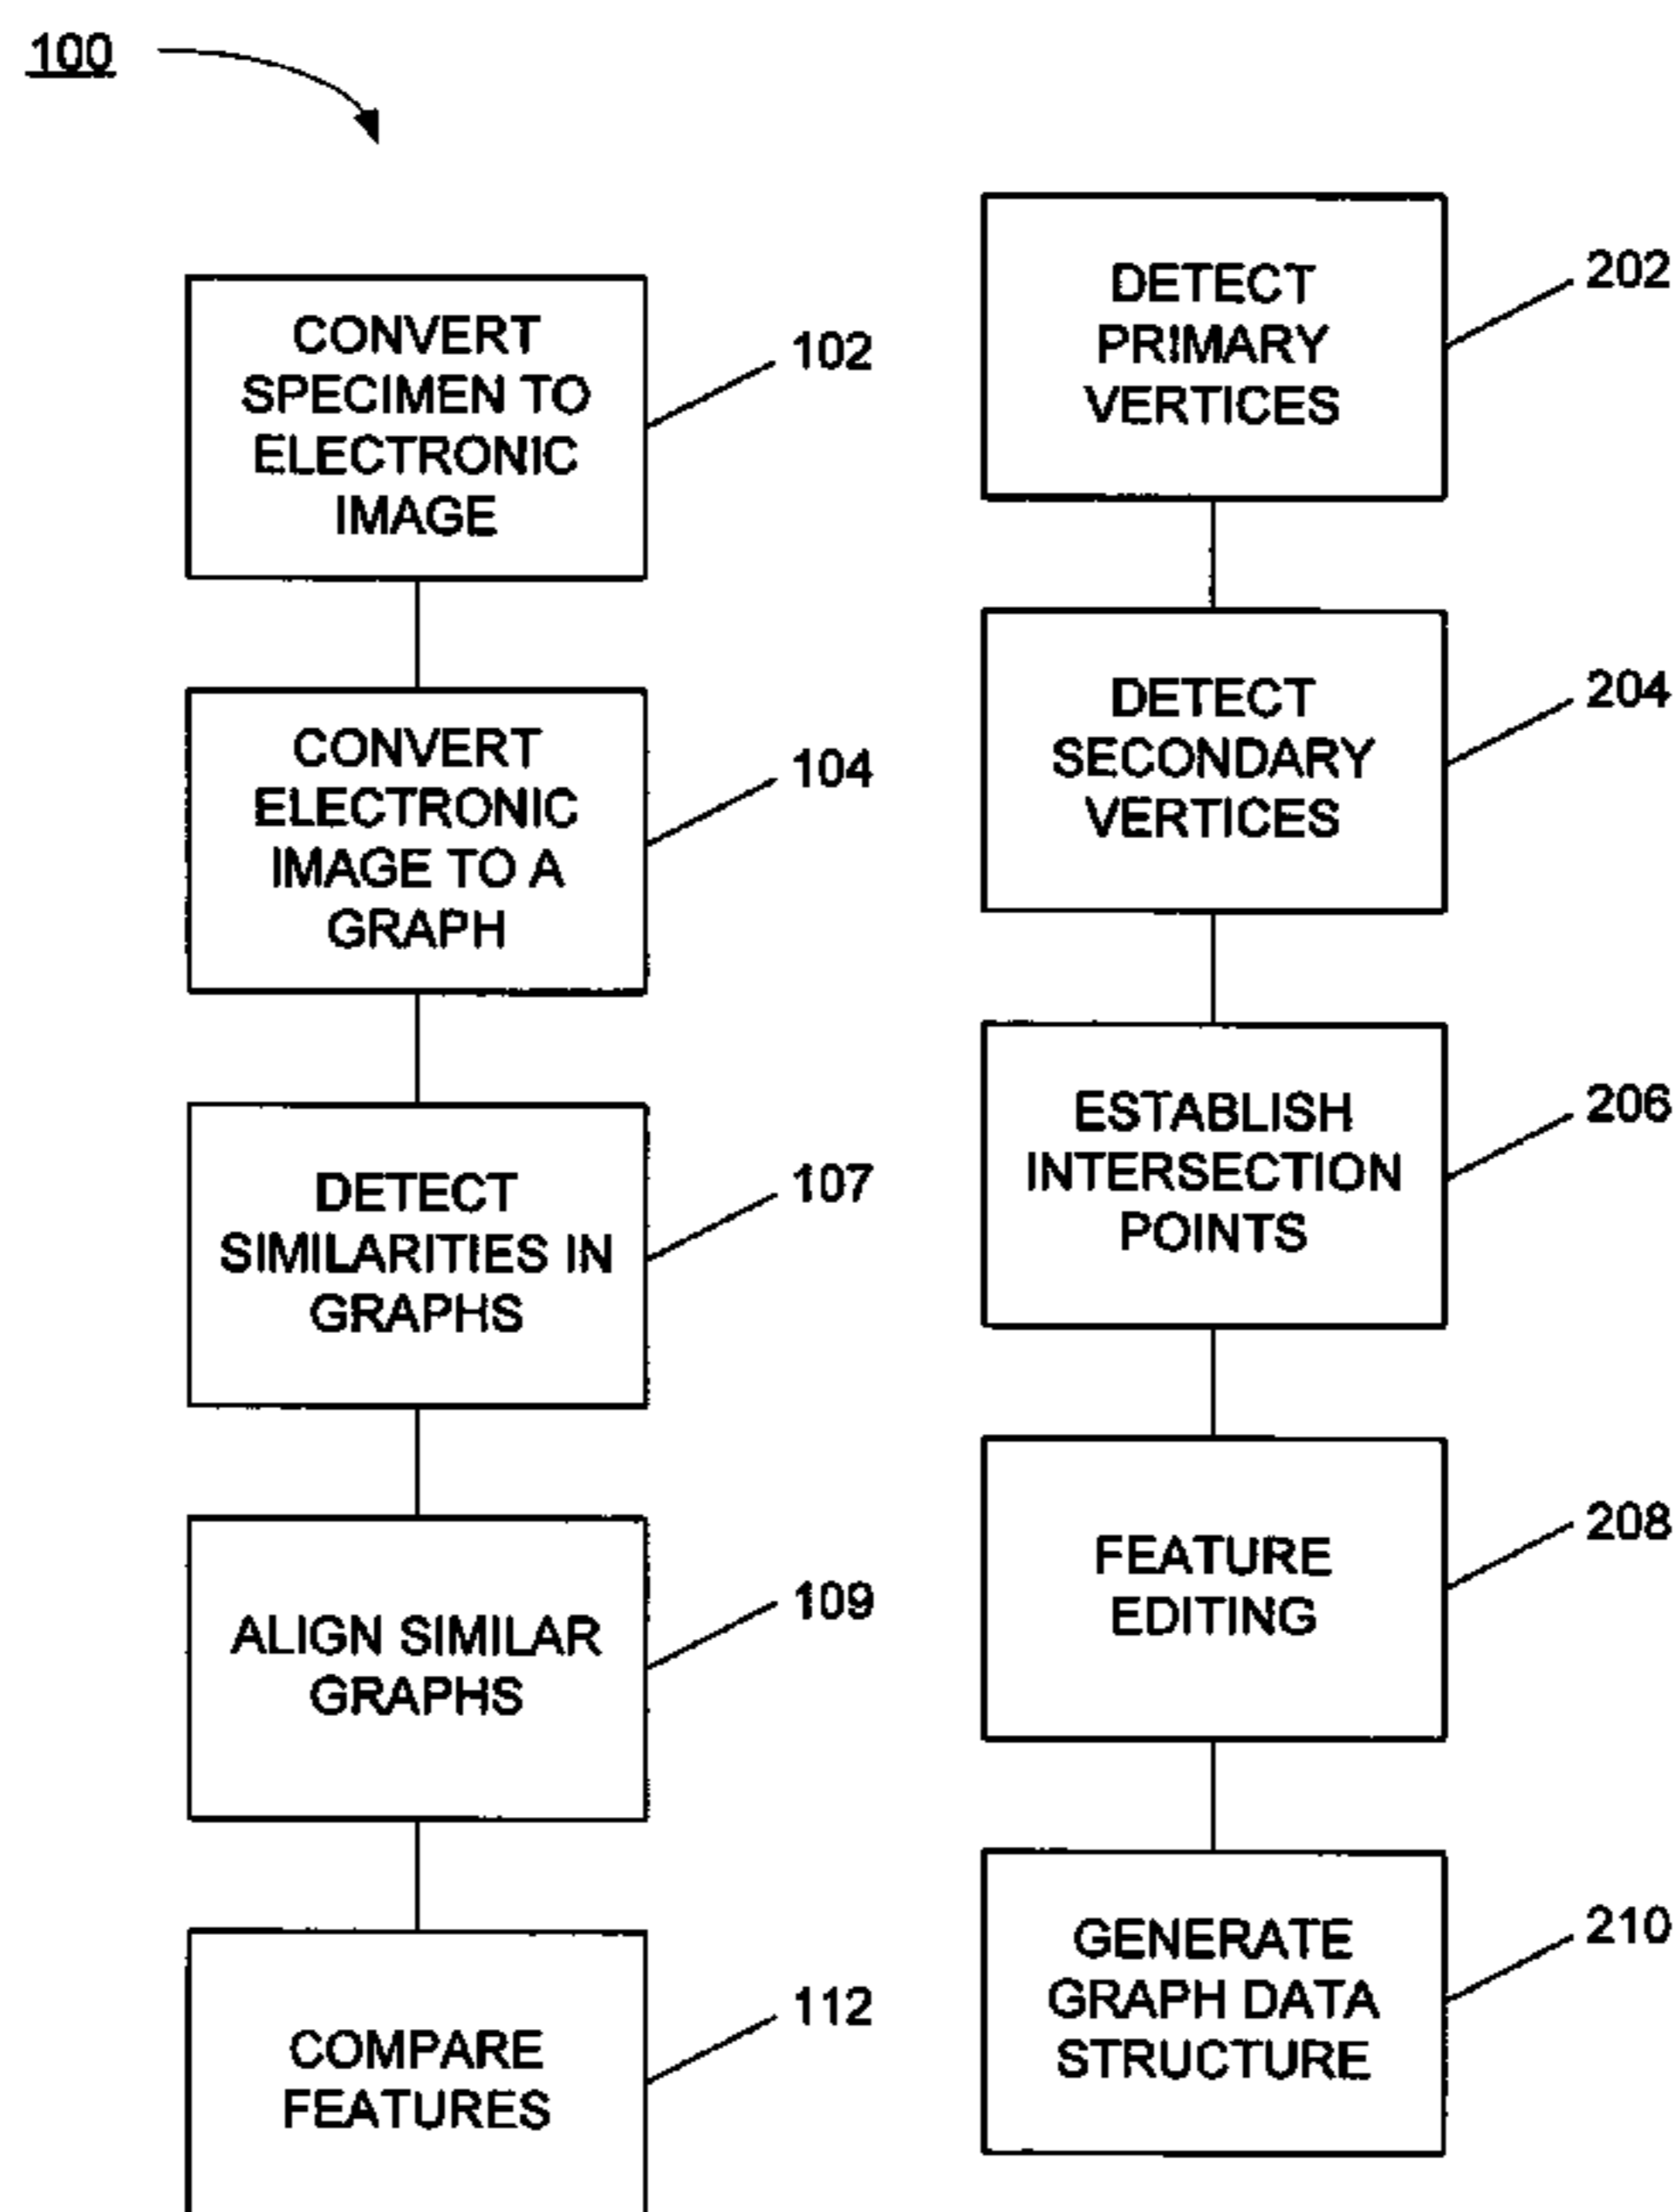 100
CONVERT
SPECIMEN TO
ELECTRONIC
IMAGE
102
CONVERT
ELECTRONIC
IMAGE TO A
GRAPH
104
DETECT
SIMILARITIES IN
GRAPHS
107
ALIGN SIMILAR
GRAPHS
109
COMPARE
FEATURES
112
DETECT
PRIMARY
VERTICES
202
DETECT
SECONDARY
VERTICES
204
ESTABLISH
INTERSECTION
POINTS
206
FEATURE
EDITING
208
GENERATE
GRAPH DATA
STRUCTURE
210